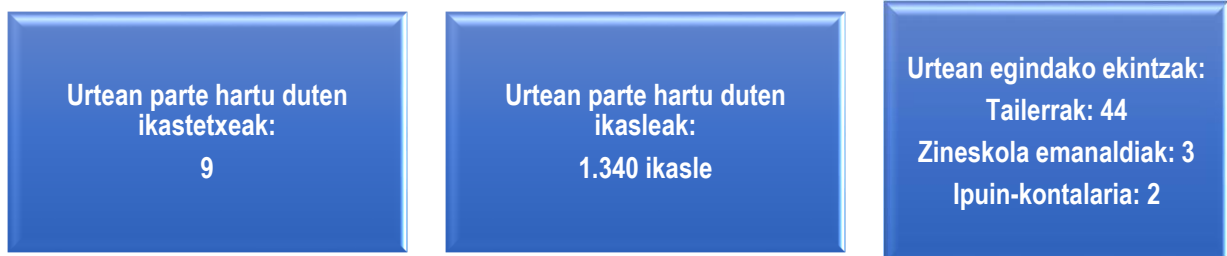 Urtean parte hartu duten
ikastetxeak:
9
Urtean parte hartu duten
ikasleak:
1.340 ikasle
Urtean egindako ekintzak:
Tailerrak: 44
Zineskola emanaldiak: 3
Ipuin-kontalaria: 2